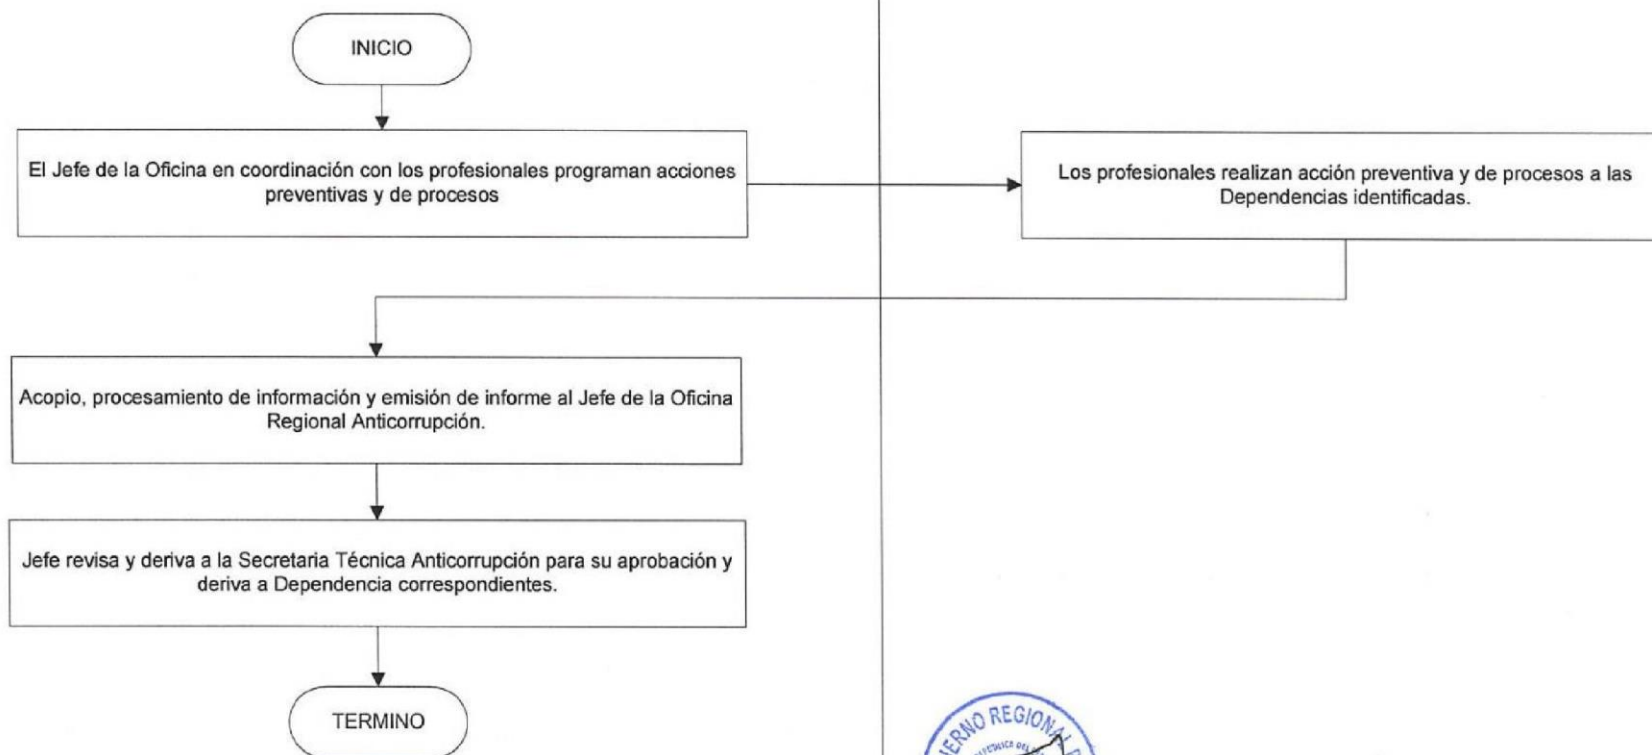 INICIO
El Jefe de la Oficina en coordinación con los profesionales programan acciones
preventivas y de procesos
Los profesionales realizan acción preventiva y de procesos a las
Dependencias identificadas.
Acopio, procesamiento de información y emisión de informe al Jefe de la Oficina
Regional Anticorrupción.
Jefe revisa y deriva a la Secretaria Técnica Anticorrupción para su aprobación y
deriva a Dependencia correspondientes.
TERMINO
REGIONAL